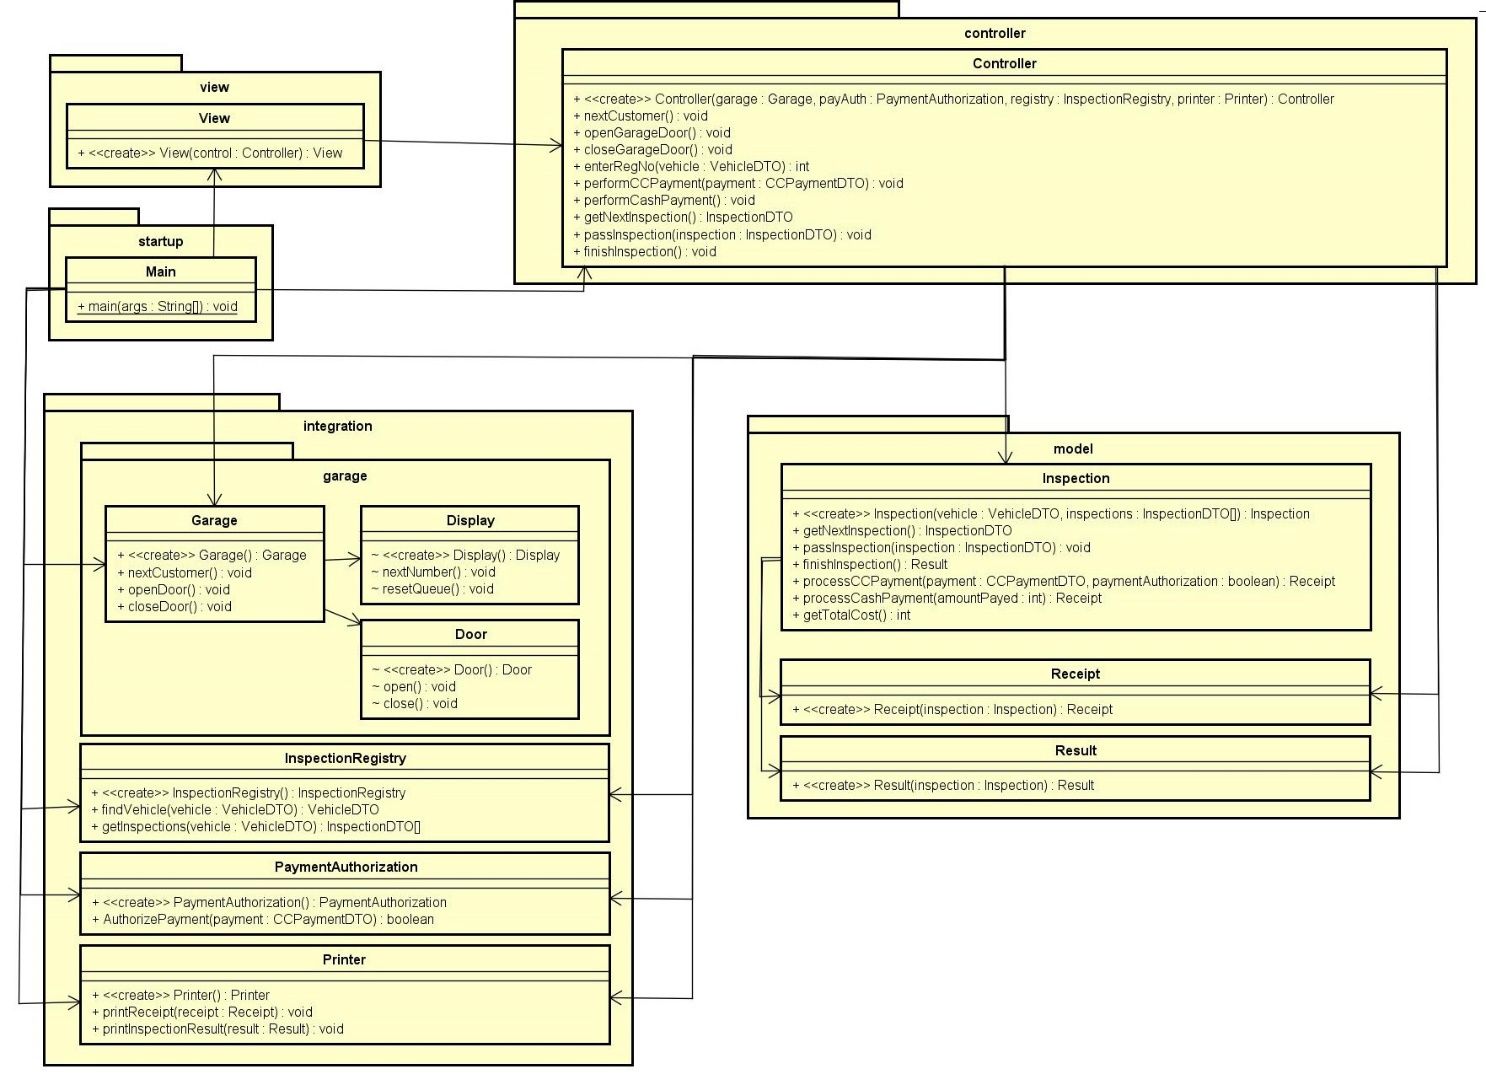 controller
Controller
+ <<create>> Controller(garage : Garage, payAuth : PaymentAuthorization, registry : InspectionRegistry, printer : Printer) : Controller
+ nextCustomer() : void
+ openGarageDoor() : void
+ closeGarageDoor() : void
+ enterRegNo(vehicle : VehicleDTO) : int
+ performCCPayment(payment : CCPaymentDTO) : void
+ performCashPayment() : void
+ getNextInspection() : InspectionDTO
+ passInspection(inspection : InspectionDTO) : void
+ finishInspection() : void
view
View
+ <<create>> View(control : Controller) : View
startup
Main
+ main(args : String[]) : void
integration
garage
Garage
+ <<create>> Garage() : Garage
+ nextCustomer() : void
+ openDoor() : void
+ closeDoor() : void
Display
~ <<create>> Display() : Display
~ nextNumber() : void
~ resetQueue() : void
Door
~ <<create>> Door() : Door
~ open() : void
~ close() : void
InspectionRegistry
+ <<create>> InspectionRegistry() : InspectionRegistry
+ findVehicle(vehicle : VehicleDTO) : VehicleDTO
+ getInspections(vehicle : VehicleDTO) : InspectionDTO[]
PaymentAuthorization
+ <<create>> PaymentAuthorization() : PaymentAuthorization
+ AuthorizePayment(payment : CCPaymentDTO) : boolean
Printer
+ <<create>> Printer() : Printer
+ printReceipt(receipt : Receipt) : void
+ printInspectionResult(result : Result) : void
model
Inspection
+ <<create>> Inspection(vehicle : VehicleDTO, inspections : InspectionDTO[]) : Inspection
+ getNextInspection() : InspectionDTO
+ passInspection(inspection : InspectionDTO) : void
+ finishInspection() : Result
+ processCCPayment(payment : CCPaymentDTO, paymentAuthorization : boolean) : Receipt
+ processCashPayment(amountPayed : int) : Receipt
+ getTotalCost() : int
Receipt
+ <<create>> Receipt(inspection : Inspection) : Receipt
Result
+ <<create>> Result(inspection : Inspection) : Result